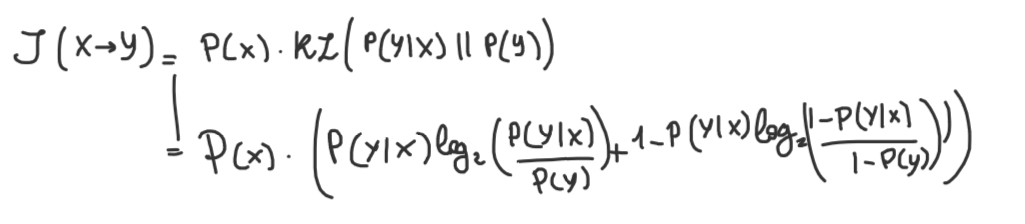 J(x→y) = P(x) · KL(P(y|x) || P(y))
= P(x) · (P(y|x) log₂(P(y|x)/P(y)) + 1-P(y|x) log₂(1-P(y|x)/1-P(y)))